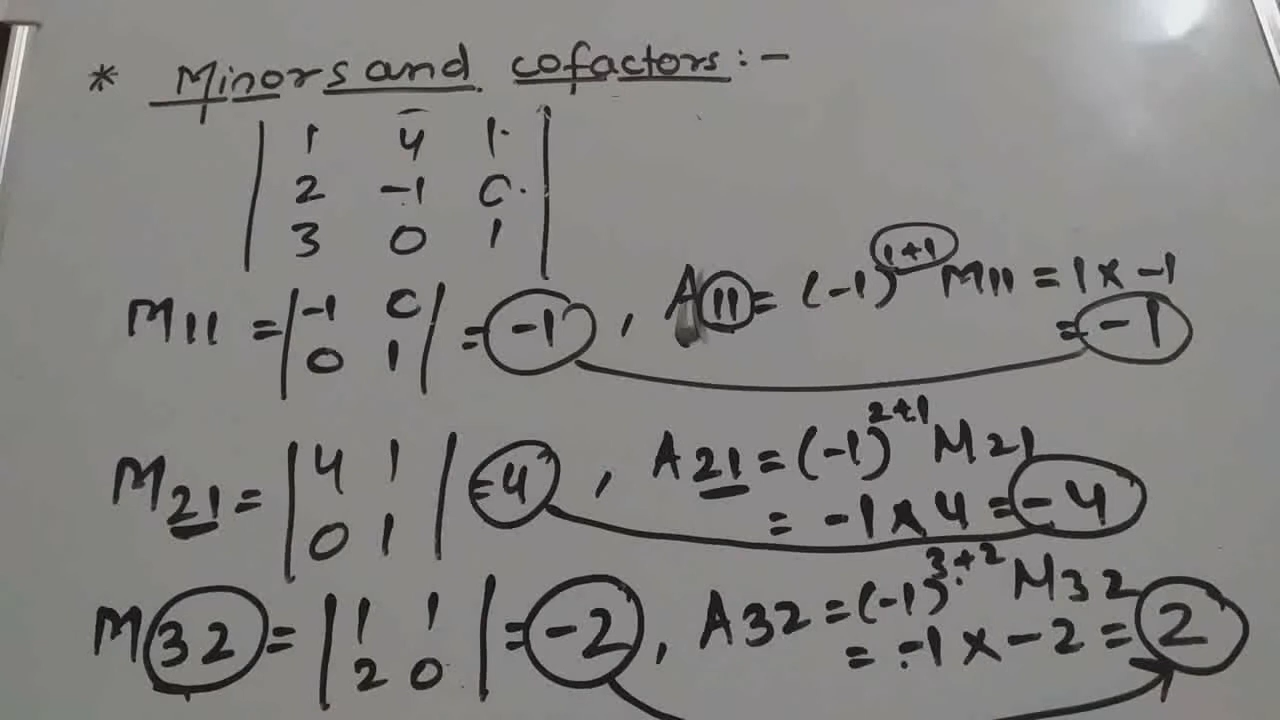 * Minors and cofactors:-
| 1 4 1 |
| 2 -1 0 |
| 3 0 1 |
M11 = | -1 0 | = -1 , A11 = (-1)^1+1 M11 = 1 x -1
| 0 1 | = -1
M21 = | 4 1 | = 4 , A21 = (-1)^2+1 M21
| 0 1 | = -1 x 4 = -4
M32 = | 1 1 | = -2 , A32 = (-1)^3+2 M32
| 2 0 | = -1 x -2 = 2